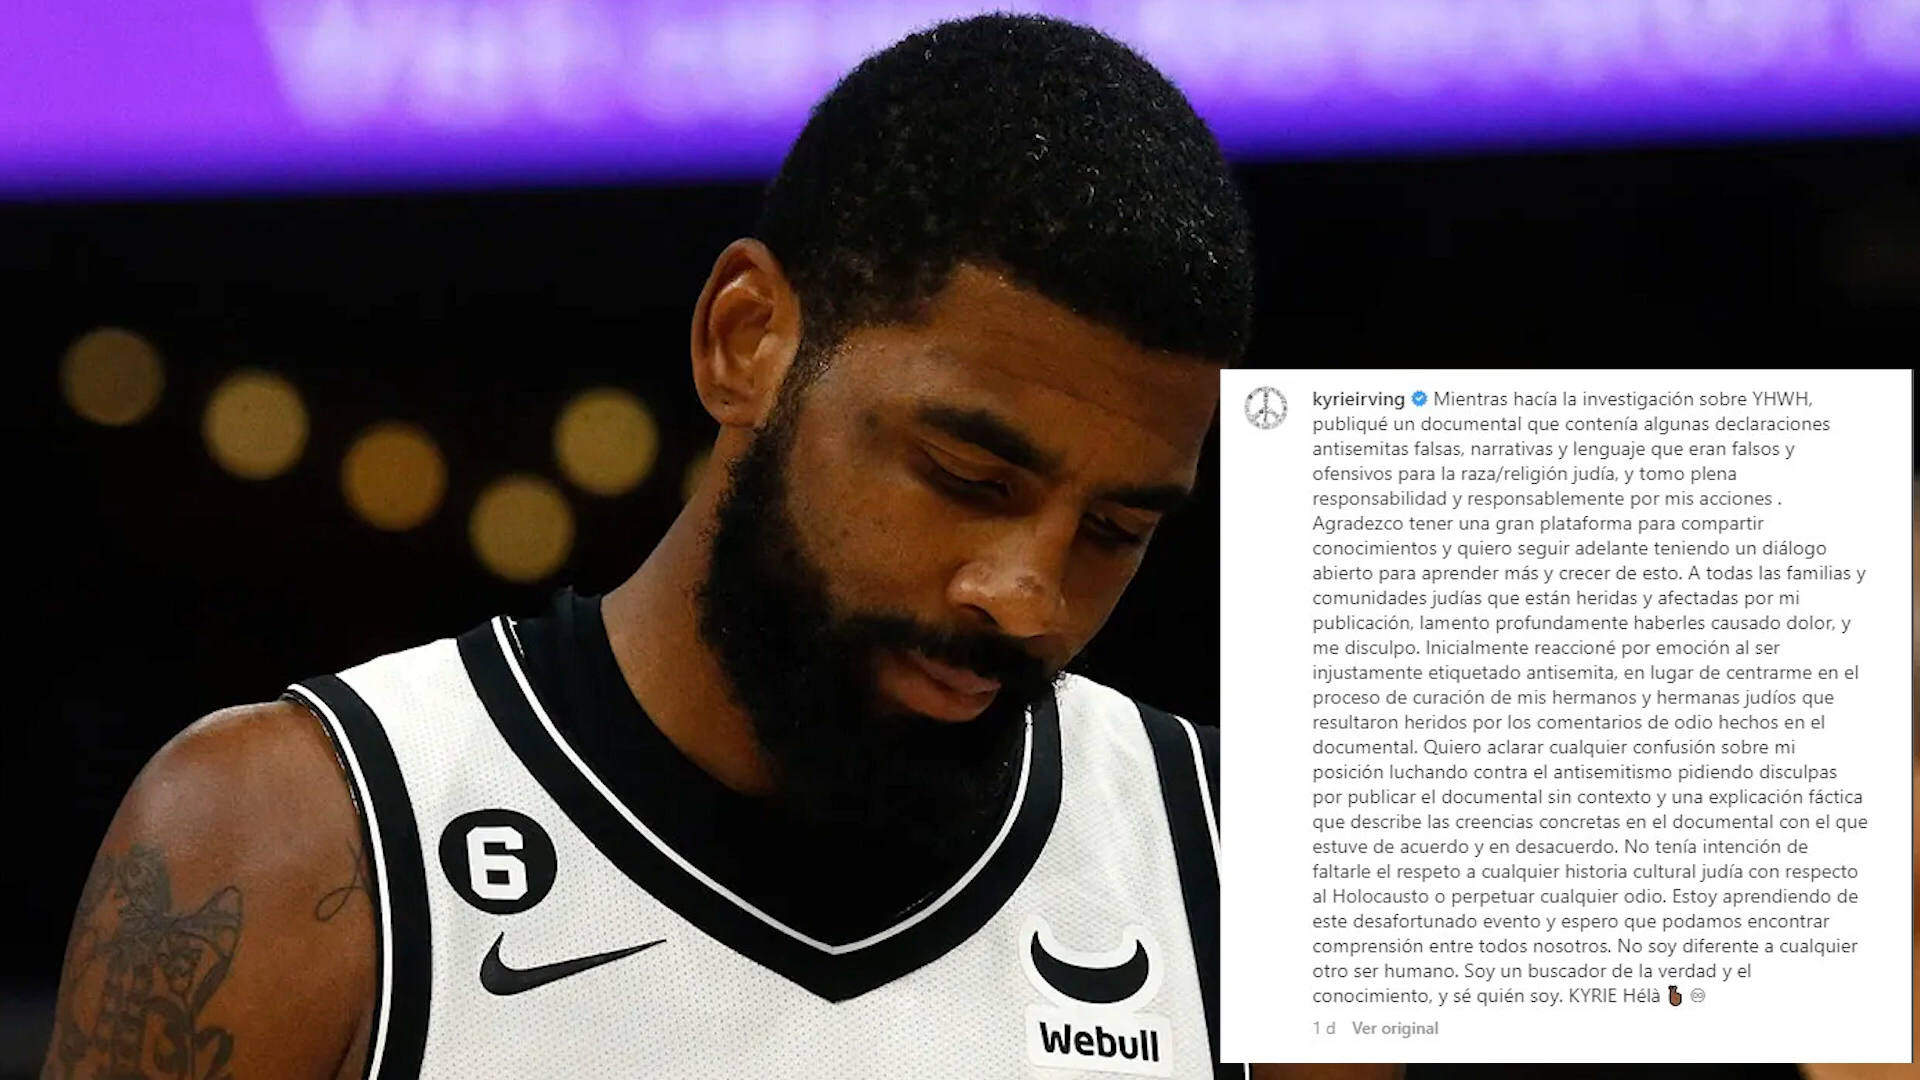 kyrieirving Mientras hacía la investigación sobre YHWH,
publiqué un documental que contenía algunas declaraciones
antisemitas falsas, narrativas y lenguaje que eran falsos y
ofensivos para la raza/religión judía, y tomo plena
responsabilidad y responsablemente por mis acciones .
Agradezco tener una gran plataforma para compartir
conocimientos y quiero seguir adelante teniendo un diálogo
abierto para aprender más y crecer de esto. A todas las familias y
comunidades judías que están heridas y afectadas por mi
publicación, lamento profundamente haberles causado dolor, y
me disculpo. Inicialmente reaccioné por emoción al ser
injustamente etiquetado antisemita, en lugar de centrarme en el
proceso de curación de mis hermanos y hermanas judíos que
resultaron heridos por los comentarios de odio hechos en el
documental. Quiero aclarar cualquier confusión sobre mi
posición luchando contra el antisemitismo pidiendo disculpas
por publicar el documental sin contexto y una explicación fáctica
que describe las creencias concretas en el documental con el que
estuve de acuerdo y en desacuerdo. No tenía intención de
faltarle el respeto a cualquier historia cultural judía con respecto
al Holocausto o perpetuar cualquier odio. Estoy aprendiendo de
este desafortunado evento y espero que podamos encontrar
comprensión entre todos nosotros. No soy diferente a cualquier
otro ser humano. Soy un buscador de la verdad y el
conocimiento, y sé quién soy. KYRIE Hélà 🫰🏿 ♾
1 d Ver original
6
Webull